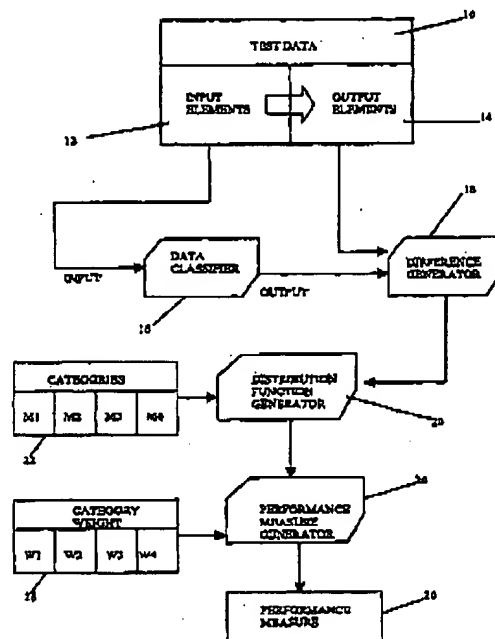 10
TEST DATA
INPUT
ELEMENTS
OUTPUT
ELEMENTS
12
14
18
DATA
CLASSIFIER
DIFFERENCE
GENERATOR
INPUT
OUTPUT
16
CATEGORIES
M1 M2 M3 M4
DISTRIBUTION
FUNCTION
GENERATOR
22
20
CATEGORY
WEIGHT
W1 W2 W3 W4
PERFORMANCE
MEASURE
GENERATOR
PERFORMANCE
MEASURE